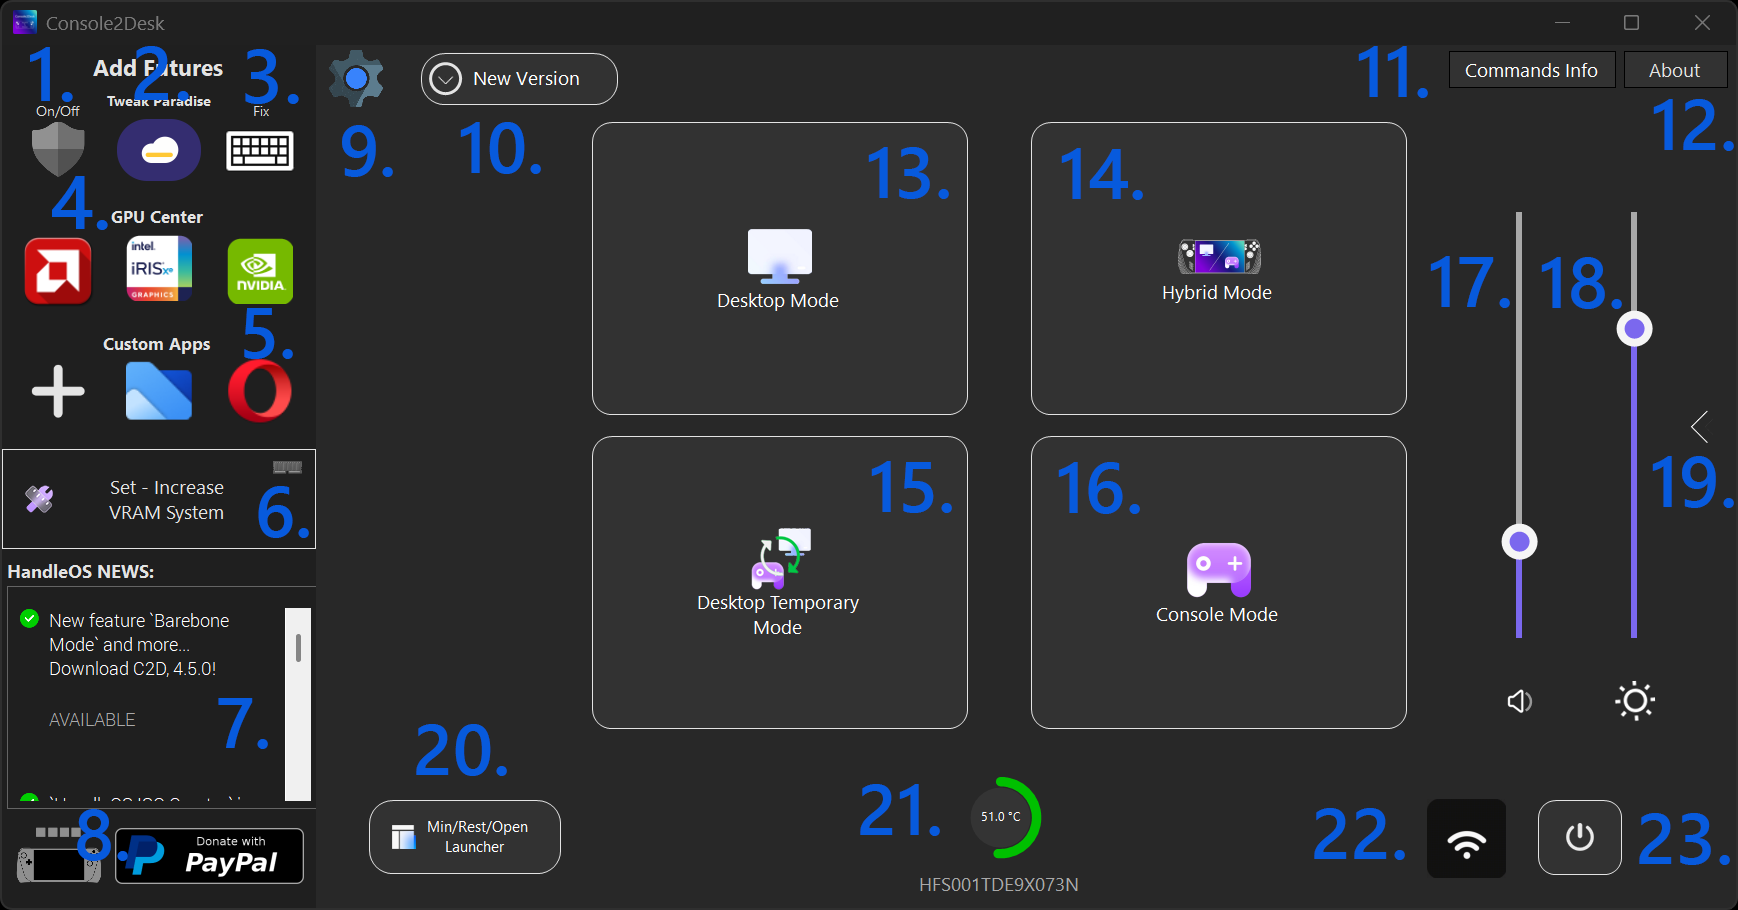 Console2Desk
1.
2.
3.
Add Futures
On/Off
Tweak Paradise
Fix
4.
GPU Center
intel.
iRISxe
GRAPHICS
NVIDIA
5.
Custom Apps
Set - Increase
VRAM System
6.
HandleOS NEWS:
New feature `Barebone
Mode` and more...
Download C2D, 4.5.0!
AVAILABLE
7.
8.
Donate with
PayPal
9.
New Version
10.
11.
Commands Info
About
12.
13.
Desktop Mode
14.
Hybrid Mode
15.
Desktop Temporary
Mode
16.
Console Mode
17.
18.
19.
20.
Min/Rest/Open
Launcher
21.
51.0 °C
HFS001TDE9X073N
22.
23.